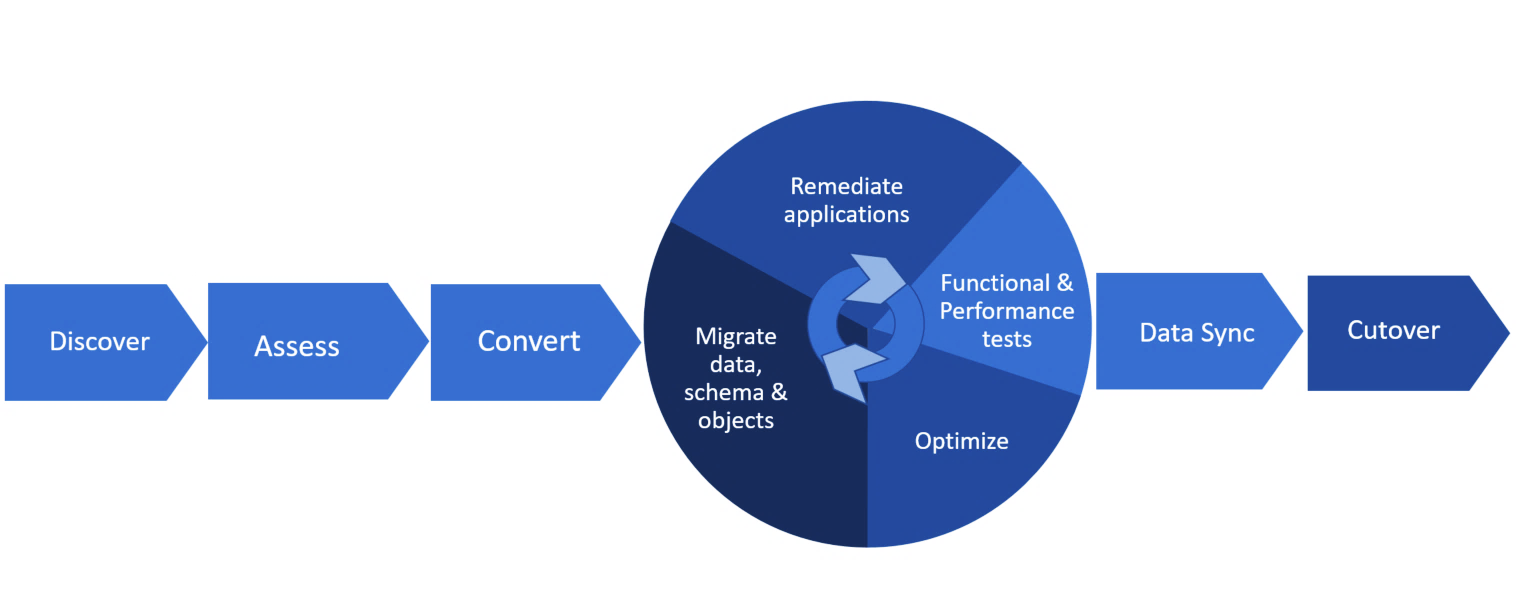 Discover
Assess
Convert
Migrate
data,
schema &
objects
Remediate
applications
Functional &
Performance
tests
Optimize
Data Sync
Cutover